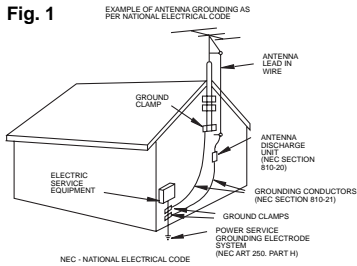 Fig. 1
EXAMPLE OF ANTENNA GROUNDING AS
PER NATIONAL ELECTRICAL CODE
ANTENNA
LEAD IN
WIRE
GROUND
CLAMP
ANTENNA
DISCHARGE
UNIT
(NEC SECTION
810-20)
ELECTRIC
SERVICE
EQUIPMENT
GROUNDING CONDUCTORS
(NEC SECTION 810-21)
GROUND CLAMPS
POWER SERVICE
GROUNDING ELECTRODE
SYSTEM
(NEC ART 250. PART H)
NEC - NATIONAL ELECTRICAL CODE